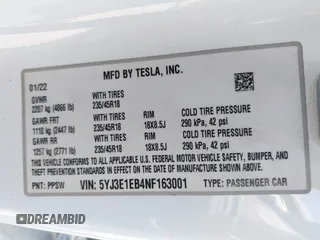 MFD BY TESLA, INC.
01/22
GVWR WITH TIRES
2207 kg (4866 lb) 235/45R18
GAWR FRT WITH TIRES RIM COLD TIRE PRESSURE
1110 kg (2447 lb) 235/45R18 18X8.5J 290 kPa, 42 psi
GAWR RR WITH TIRES RIM COLD TIRE PRESSURE
1257 kg (2771 lb) 235/45R18 18X8.5J 290 kPa, 42 psi
THIS VEHICLE CONFORMS TO ALL APPLICABLE FEDERAL MOTOR VEHICLE
SAFETY, BUMPER, AND THEFT PREVENTION STANDARDS IN EFFECT ON
THE DATE OF MANUFACTURE SHOWN ABOVE.
PNT: PPSW VIN: 5YJ3E1EB4NF163001 TYPE: PASSENGER CAR
DREAMBID